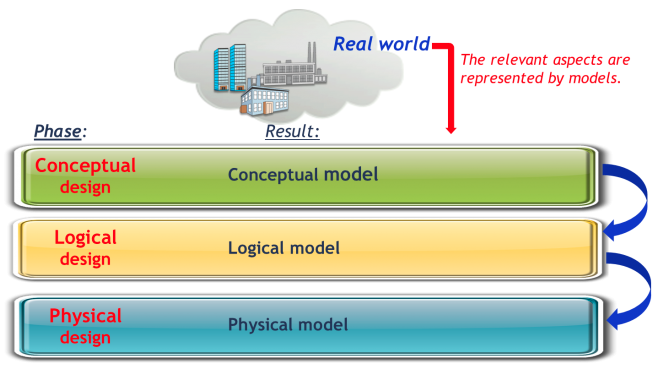 Real world
The relevant aspects are
represented by models.
Phase: Result:
Conceptual
design
Conceptual model
Logical
design
Logical model
Physical
design
Physical model